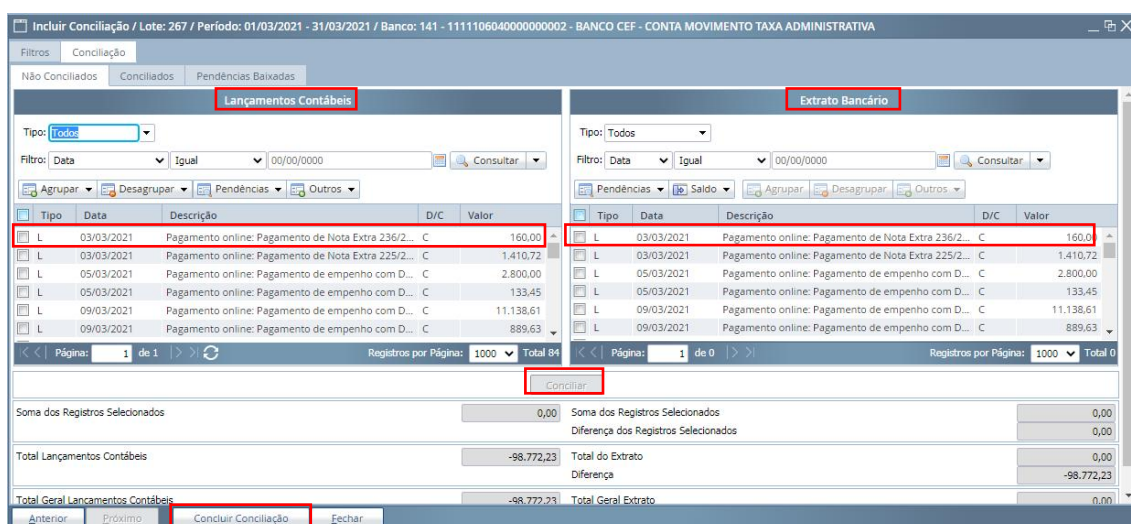 Incluir Conciliação / Lote: 267 / Período: 01/03/2021 - 31/03/2021 / Banco: 141 - 1111106040000000002 - BANCO CEF - CONTA MOVIMENTO TAXA ADMINISTRATIVA
Filtros Conciliação
Não Conciliados Conciliados Pendências Baixadas
Lançamentos Contábeis
Tipo: Todos
Filtro: Data Igual 00/00/0000 Consultar
Agrupar Desagrupar Pendências Outros
Tipo Data Descrição D/C Valor
L 03/03/2021 Pagamento online: Pagamento de Nota Extra 236/2... C 160,00
L 03/03/2021 Pagamento online: Pagamento de Nota Extra 225/2... C 1.410,72
L 05/03/2021 Pagamento online: Pagamento de empenho com D... C 2.800,00
L 05/03/2021 Pagamento online: Pagamento de empenho com D... C 133,45
L 09/03/2021 Pagamento online: Pagamento de empenho com D... C 11.138,61
L 09/03/2021 Pagamento online: Pagamento de empenho com D... C 889,63
Página: 1 de 1 Registros por Página: 1000 Total 84
Extrato Bancário
Tipo: Todos
Filtro: Data Igual 00/00/0000 Consultar
Pendências Saldo Agrupar Desagrupar Outros
Tipo Data Descrição D/C Valor
L 03/03/2021 Pagamento online: Pagamento de Nota Extra 236/2... C 160,00
L 03/03/2021 Pagamento online: Pagamento de Nota Extra 225/2... C 1.410,72
L 05/03/2021 Pagamento online: Pagamento de empenho com D... C 2.800,00
L 05/03/2021 Pagamento online: Pagamento de empenho com D... C 133,45
L 09/03/2021 Pagamento online: Pagamento de empenho com D... C 11.138,61
L 09/03/2021 Pagamento online: Pagamento de empenho com D... C 889,63
Página: 1 de 0 Registros por Página: 1000 Total 0
Conciliar
Soma dos Registros Selecionados 0,00
Soma dos Registros Selecionados 0,00
Diferença dos Registros Selecionados 0,00
Total Lançamentos Contábeis -98.772,23
Total do Extrato 0,00
Diferença -98.772,23
Total Geral Lançamentos Contábeis -98.772,23
Total Geral Extrato 0,00
Anterior Próximo Concluir Conciliação Fechar